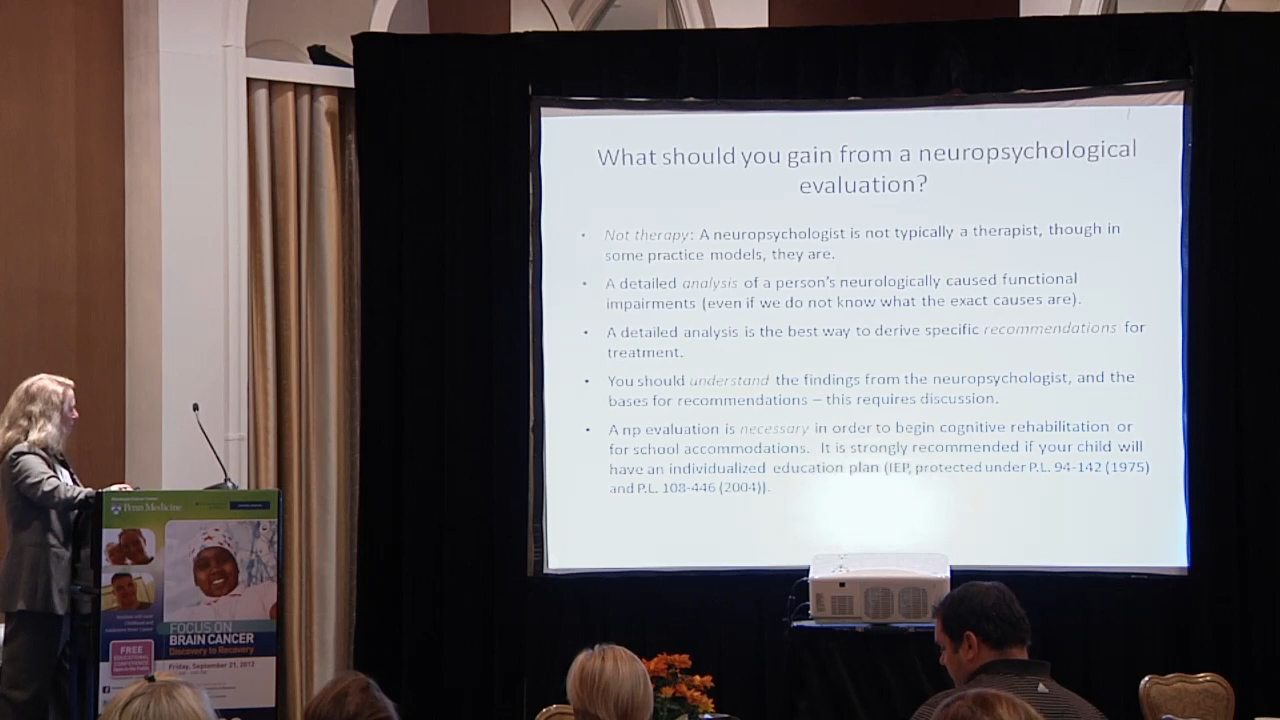 What should you gain from a neuropsychological
evaluation?
• Not therapy: A neuropsychologist is not typically a therapist, though in
some practice models, they are.
• A detailed analysis of a person's neurologically caused functional
impairments (even if we do not know what the exact causes are).
• A detailed analysis is the best way to derive specific recommendations for
treatment.
• You should understand the findings from the neuropsychologist, and the
bases for recommendations – this requires discussion.
• A np evaluation is necessary in order to begin cognitive rehabilitation or
for school accommodations. It is strongly recommended if your child will
have an individualized education plan (IEP, protected under P.L. 94-142 (1975)
and P.L. 108-446 (2004)).
Penn Medicine
FOCUS ON
BRAIN CANCER
Discovery to Recovery
FREE
EDUCATIONAL
CONFERENCE
Open to the Public
Friday, September 21, 2012